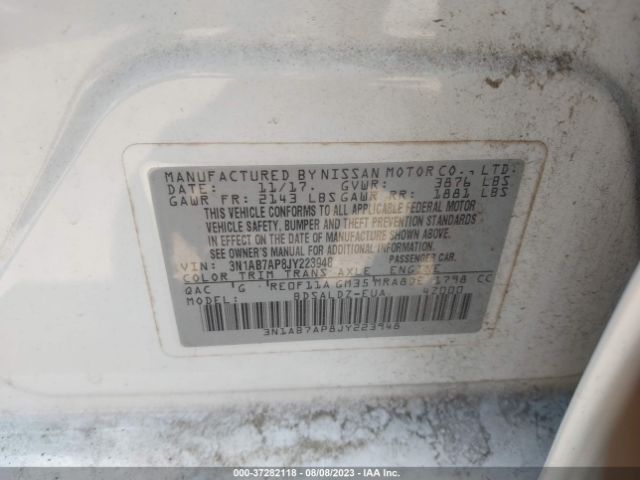 MANUFACTURED BY NISSAN MOTOR CO., LTD.
DATE: 11/17. GVWR: 3876 LBS
GAWR FR: 2143 LBS GAWR RR: 1881 LBS
THIS VEHICLE CONFORMS TO ALL APPLICABLE FEDERAL MOTOR
VEHICLE SAFETY, BUMPER AND THEFT PREVENTION STANDARDS
IN EFFECT ON THE DATE OF MANUFACTURE SHOWN ABOVE.
SEE OWNER'S MANUAL FOR ADDITIONAL INFORMATION.
VIN: 3N1AB7AP8JY223948 PASSENGER CAR
COLOR TRIM TRANS AXLE ENGINE
QAC G RE0F11A GM35 MRA8DE 1798 CC
MODEL: BDSALDZ-EUA 42000
3N1AB7AP8JY223948
000-37282118 - 08/08/2023 - IAA Inc.